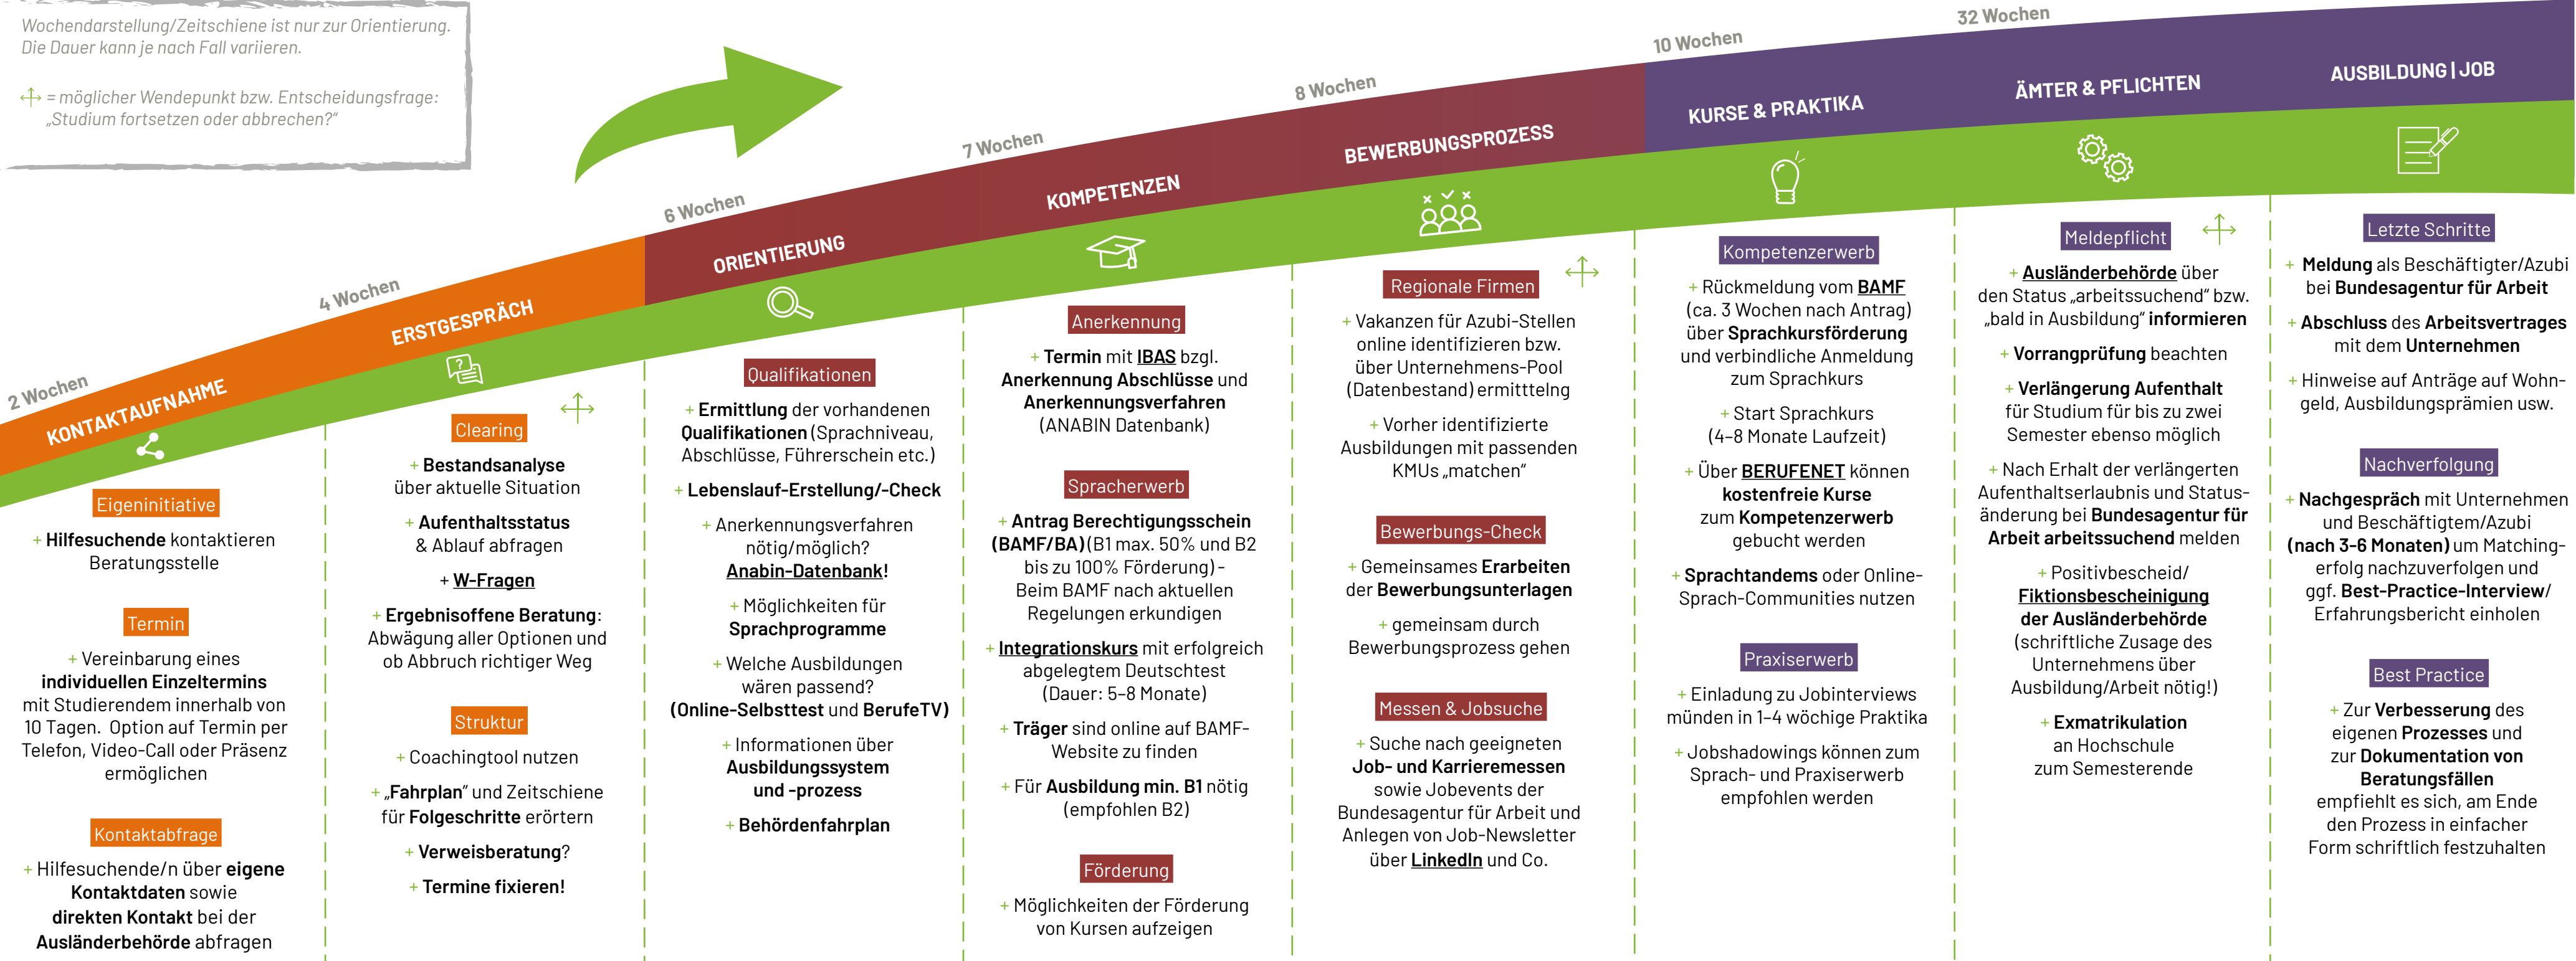 Wochendarstellung/Zeitschiene ist nur zur Orientierung.
Die Dauer kann je nach Fall variieren.
= möglicher Wendepunkt bzw. Entscheidungsfrage:
„Studium fortsetzen oder abbrechen?“
2 Wochen
KONTAKTAUFNAHME
Eigeninitiative
+ Hilfesuchende kontaktieren
Beratungsstelle
Termin
+ Vereinbarung eines
individuellen Einzeltermins
mit Studierendem innerhalb von
10 Tagen. Option auf Termin per
Telefon, Video-Call oder Präsenz
ermöglichen
Kontaktabfrage
+ Hilfesuchende/n über eigene
Kontaktdaten sowie
direkten Kontakt bei der
Ausländerbehörde abfragen
4 Wochen
ERSTGESPRÄCH
Clearing
+ Bestandsanalyse
über aktuelle Situation
+ Aufenthaltsstatus
& Ablauf abfragen
+ W-Fragen
+ Ergebnisoffene Beratung:
Abwägung aller Optionen und
ob Abbruch richtiger Weg
Struktur
+ Coachingtool nutzen
+ „Fahrplan“ und Zeitschiene
für Folgeschritte erörtern
+ Verweisberatung?
+ Termine fixieren!
6 Wochen
ORIENTIERUNG
Qualifikationen
+ Ermittlung der vorhandenen
Qualifikationen (Sprachniveau,
Abschlüsse, Führerschein etc.)
+ Lebenslauf-Erstellung/-Check
+ Anerkennungsverfahren
nötig/möglich?
Anabin-Datenbank!
+ Möglichkeiten für
Sprachprogramme
+ Welche Ausbildungen
wären passend?
(Online-Selbsttest und BerufeTV)
+ Informationen über
Ausbildungssystem
und -prozess
+ Behördenfahrplan
7 Wochen
KOMPETENZEN
Anerkennung
+ Termin mit IBAS bzgl.
Anerkennung Abschlüsse und
Anerkennungsverfahren
(ANABIN Datenbank)
Spracherwerb
+ Antrag Berechtigungsschein
(BAMF/BA) (B1 max. 50% und B2
bis zu 100% Förderung) -
Beim BAMF nach aktuellen
Regelungen erkundigen
+ Integrationskurs mit erfolgreich
abgelegtem Deutschtest
(Dauer: 5–8 Monate)
+ Träger sind online auf BAMF-
Website zu finden
+ Für Ausbildung min. B1 nötig
(empfohlen B2)
Förderung
+ Möglichkeiten der Förderung
von Kursen aufzeigen
8 Wochen
BEWERBUNGSPROZESS
Regionale Firmen
+ Vakanzen für Azubi-Stellen
online identifizieren bzw.
über Unternehmens-Pool
(Datenbestand) ermitttelng
+ Vorher identifizierte
Ausbildungen mit passenden
KMUs „matchen“
Bewerbungs-Check
+ Gemeinsames Erarbeiten
der Bewerbungsunterlagen
+ gemeinsam durch
Bewerbungsprozess gehen
Messen & Jobsuche
+ Suche nach geeigneten
Job- und Karrieremessen
sowie Jobevents der
Bundesagentur für Arbeit und
Anlegen von Job-Newsletter
über LinkedIn und Co.
10 Wochen
KURSE & PRAKTIKA
Kompetenzerwerb
+ Rückmeldung vom BAMF
(ca. 3 Wochen nach Antrag)
über Sprachkursförderung
und verbindliche Anmeldung
zum Sprachkurs
+ Start Sprachkurs
(4–8 Monate Laufzeit)
+ Über BERUFENET können
kostenfreie Kurse
zum Kompetenzerwerb
gebucht werden
+ Sprachtandems oder Online-
Sprach-Communities nutzen
Praxiserwerb
+ Einladung zu Jobinterviews
münden in 1–4 wöchige Praktika
+ Jobshadowings können zum
Sprach- und Praxiserwerb
empfohlen werden
32 Wochen
ÄMTER & PFLICHTEN
Meldepflicht
+ Ausländerbehörde über
den Status „arbeitssuchend“ bzw.
„bald in Ausbildung“ informieren
+ Vorrangprüfung beachten
+ Verlängerung Aufenthalt
für Studium für bis zu zwei
Semester ebenso möglich
+ Nach Erhalt der verlängerten
Aufenthaltserlaubnis und Status-
änderung bei Bundesagentur für
Arbeit arbeitssuchend melden
+ Positivbescheid/
Fiktionsbescheinigung
der Ausländerbehörde
(schriftliche Zusage des
Unternehmens über
Ausbildung/Arbeit nötig!)
+ Exmatrikulation
an Hochschule
zum Semesterende
AUSBILDUNG | JOB
Letzte Schritte
+ Meldung als Beschäftigter/Azubi
bei Bundesagentur für Arbeit
+ Abschluss des Arbeitsvertrages
mit dem Unternehmen
+ Hinweise auf Anträge auf Wohn-
geld, Ausbildungsprämien usw.
Nachverfolgung
+ Nachgespräch mit Unternehmen
und Beschäftigtem/Azubi
(nach 3-6 Monaten) um Matching-
erfolg nachzuverfolgen und
ggf. Best-Practice-Interview/
Erfahrungsbericht einholen
Best Practice
+ Zur Verbesserung des
eigenen Prozesses und
zur Dokumentation von
Beratungsfällen
empfiehlt es sich, am Ende
den Prozess in einfacher
Form schriftlich festzuhalten